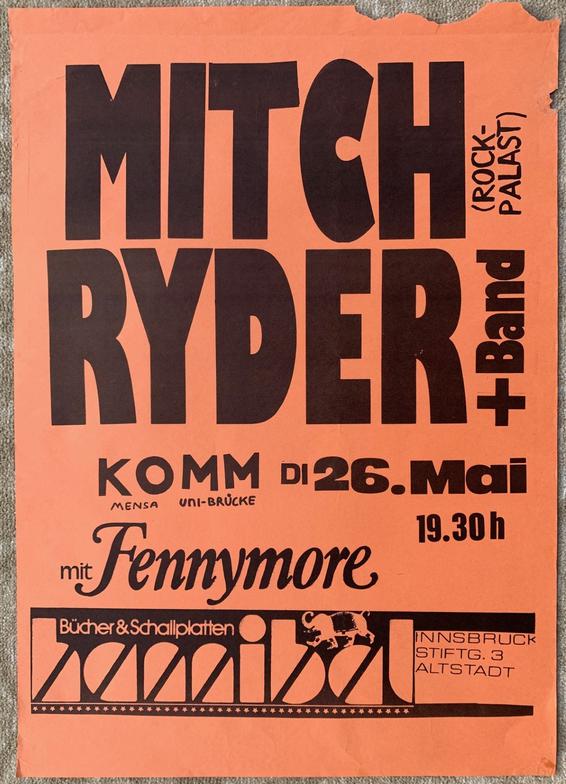 MITCH
(ROCK-
PALAST)
RYDER
+Band
KOMM
MENSA UNI-BRÜCKE
DI 26.Mai
19.30h
mit Fennymore
Bücher & Schallplatten
hannibal
INNSBRUCK
STIFTG. 3
ALTSTADT